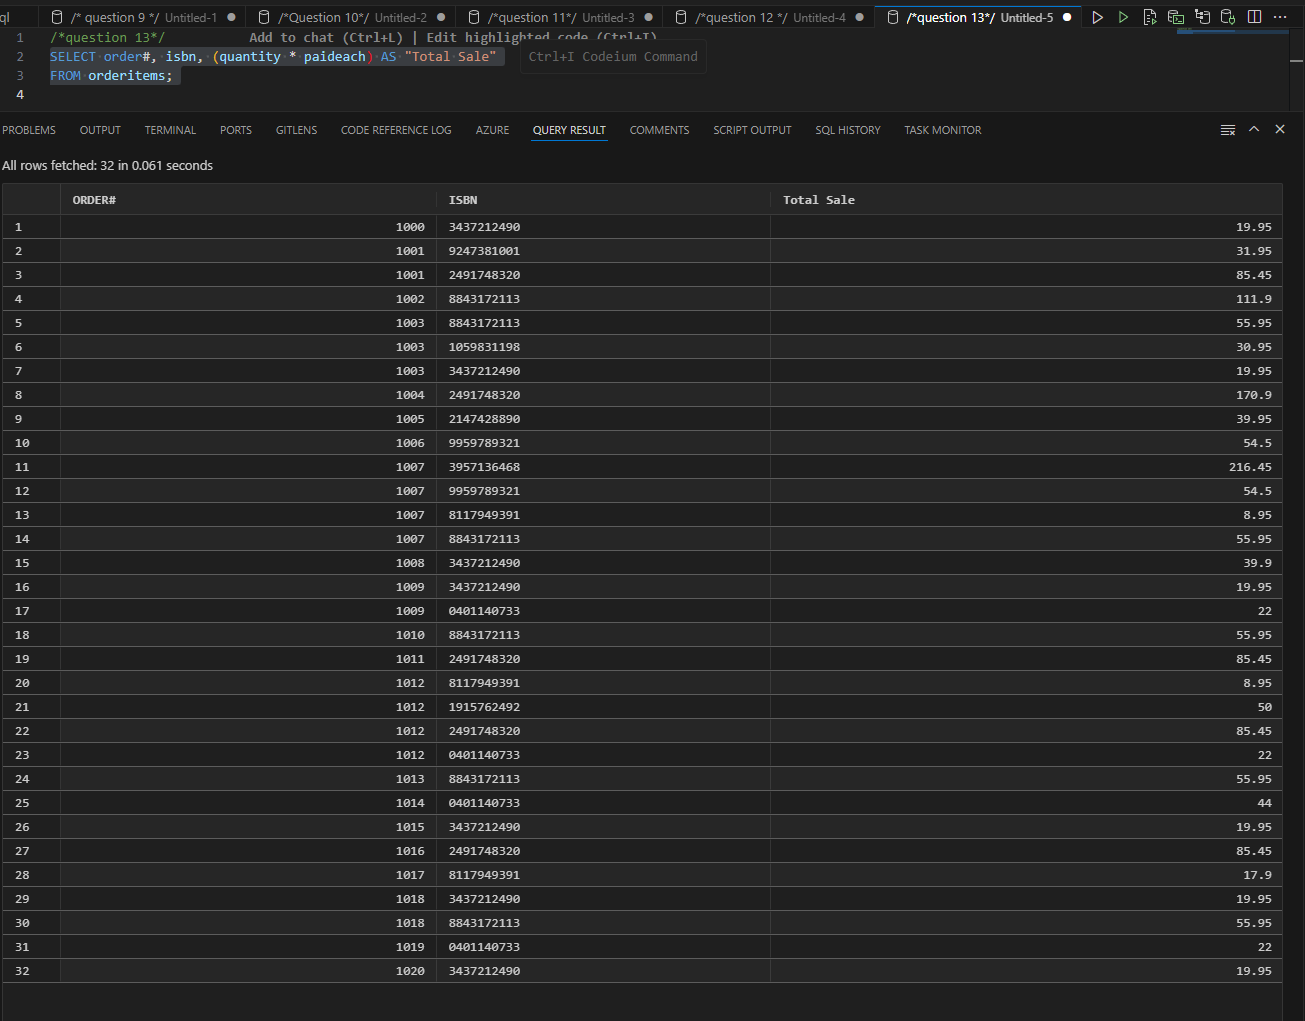 ql /* question 9 */ Untitled-1 /*Question 10*/ Untitled-2 /*question 11*/ Untitled-3 /*question 12 */ Untitled-4 /*question 13*/ Untitled-5
1 /*question 13*/ Add to chat (Ctrl+L) | Edit highlighted code (Ctrl+I)
2 SELECT order#, isbn, (quantity * paideach) AS "Total Sale" Ctrl+I Codeium Command
3 FROM orderitems;
4
PROBLEMS OUTPUT TERMINAL PORTS GITLENS CODE REFERENCE LOG AZURE QUERY RESULT COMMENTS SCRIPT OUTPUT SQL HISTORY TASK MONITOR
All rows fetched: 32 in 0.061 seconds
ORDER# ISBN Total Sale
1 1000 3437212490 19.95
2 1001 9247381001 31.95
3 1001 2491748320 85.45
4 1002 8843172113 111.9
5 1003 8843172113 55.95
6 1003 1059831198 30.95
7 1003 3437212490 19.95
8 1004 2491748320 170.9
9 1005 2147428890 39.95
10 1006 9959789321 54.5
11 1007 3957136468 216.45
12 1007 9959789321 54.5
13 1007 8117949391 8.95
14 1007 8843172113 55.95
15 1008 3437212490 39.9
16 1009 3437212490 19.95
17 1009 0401140733 22
18 1010 8843172113 55.95
19 1011 2491748320 85.45
20 1012 8117949391 8.95
21 1012 1915762492 50
22 1012 2491748320 85.45
23 1012 0401140733 22
24 1013 8843172113 55.95
25 1014 0401140733 44
26 1015 3437212490 19.95
27 1016 2491748320 85.45
28 1017 8117949391 17.9
29 1018 3437212490 19.95
30 1018 8843172113 55.95
31 1019 0401140733 22
32 1020 3437212490 19.95